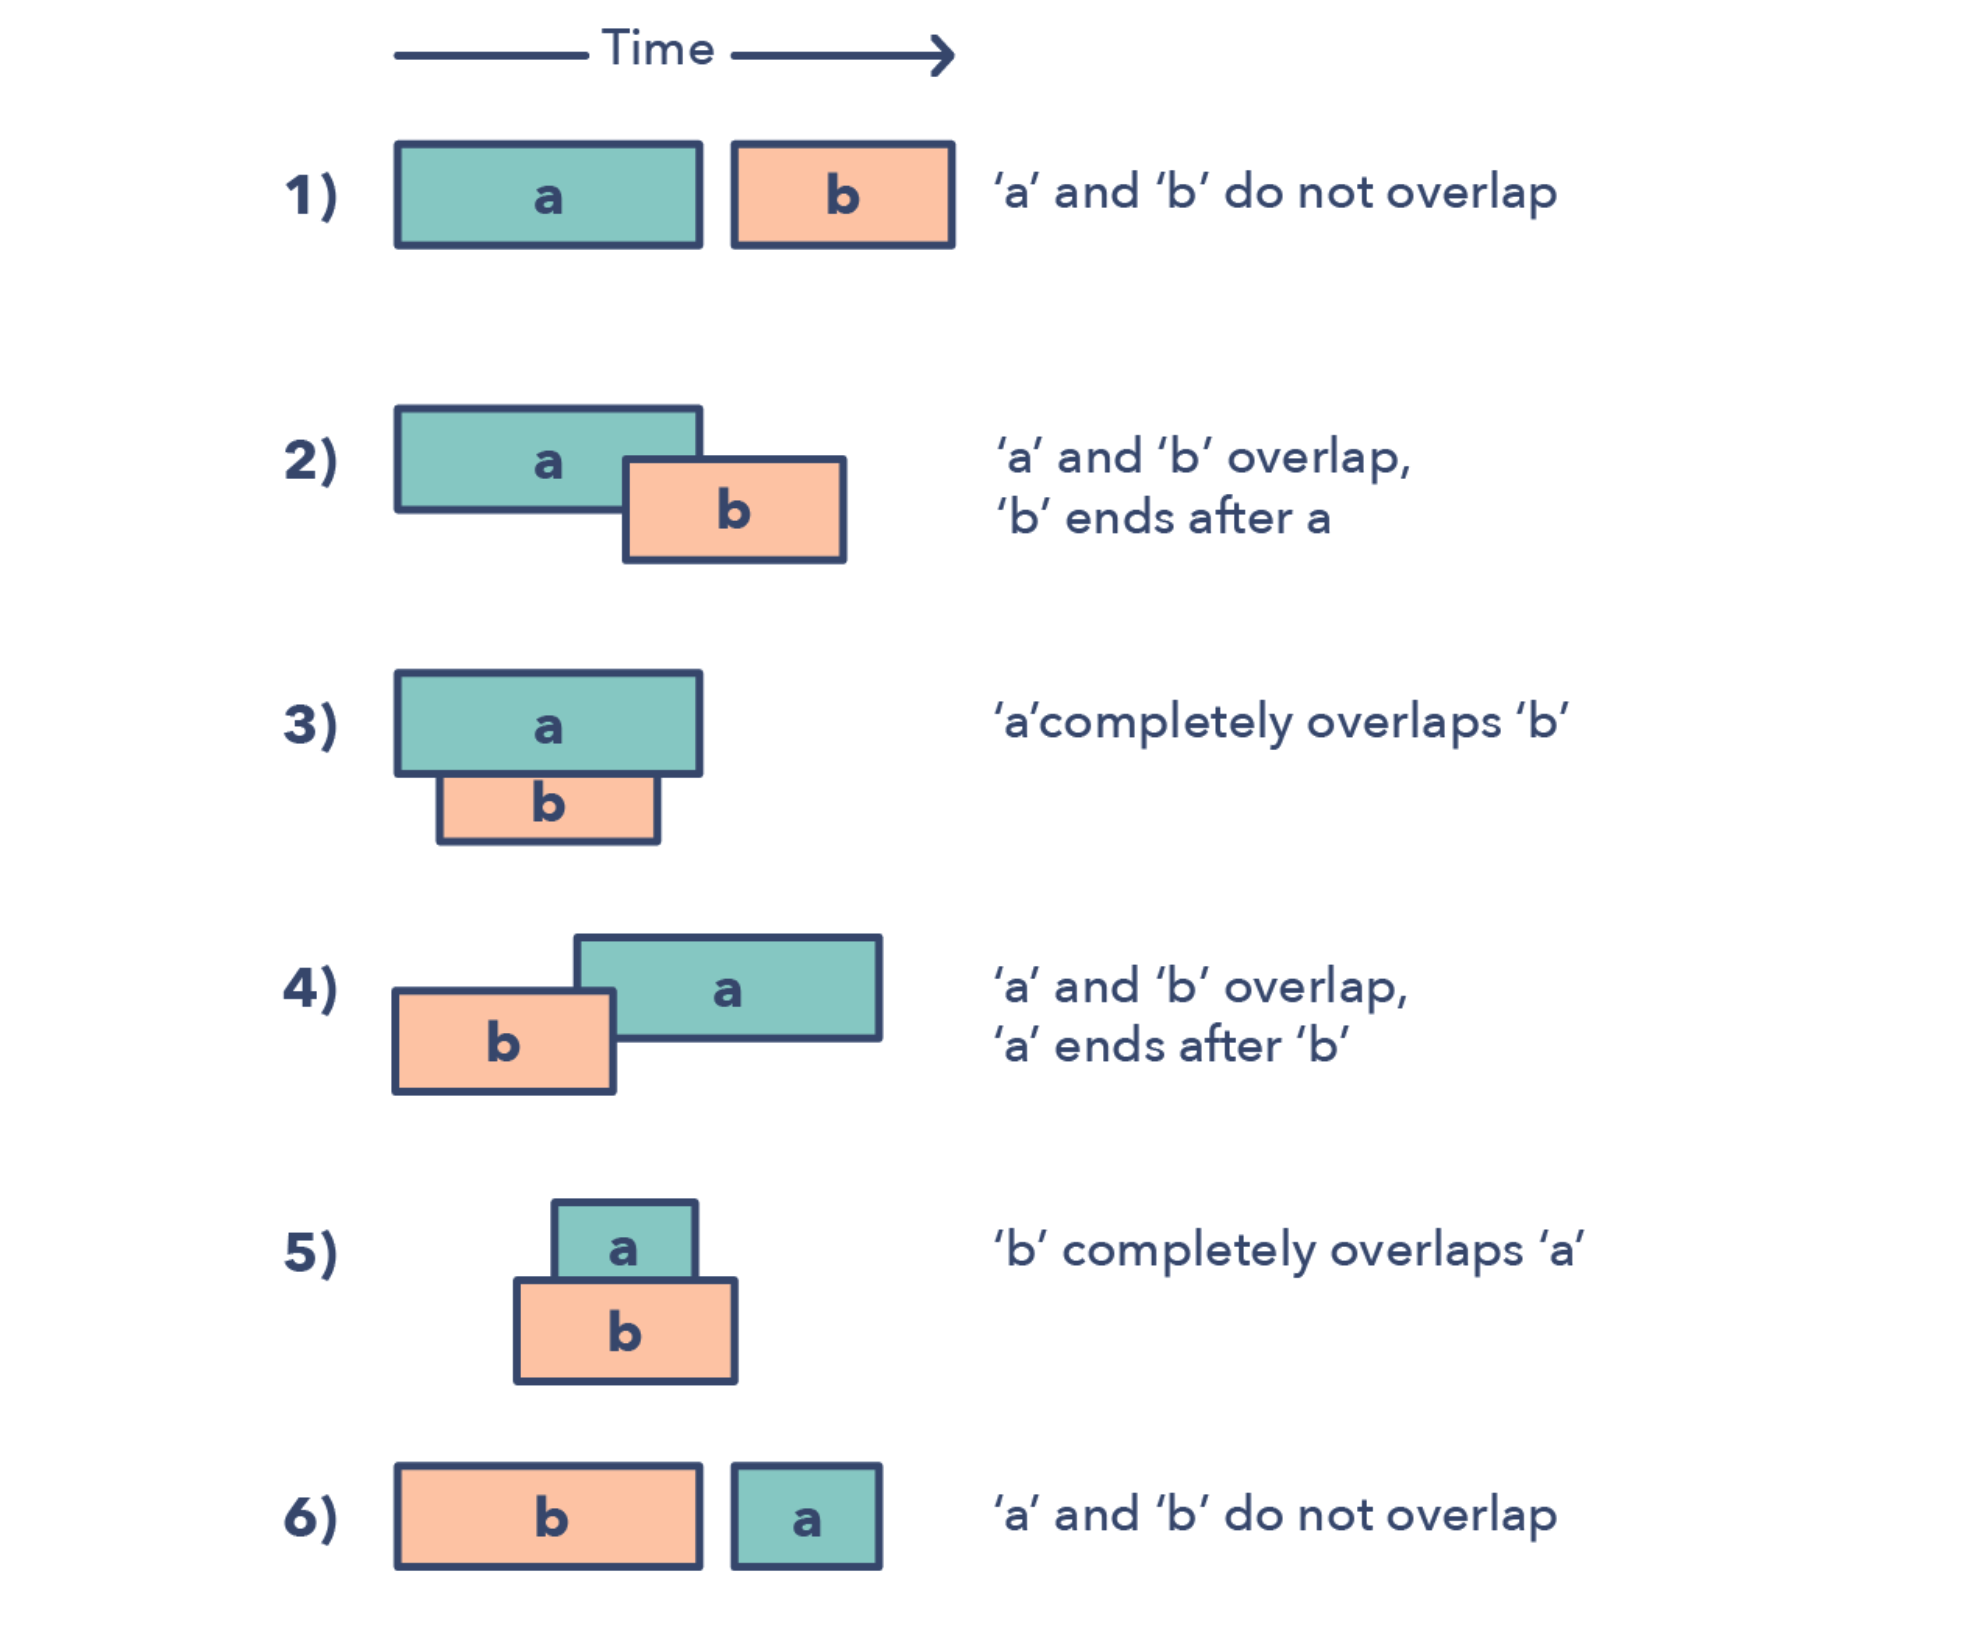 Time
1) a b ‘a’ and ‘b’ do not overlap
2) a b ‘a’ and ‘b’ overlap,
‘b’ ends after a
3) a b ‘a’completely overlaps ‘b’
4) a b ‘a’ and ‘b’ overlap,
‘a’ ends after ‘b’
5) a b ‘b’ completely overlaps ‘a’
6) b a ‘a’ and ‘b’ do not overlap